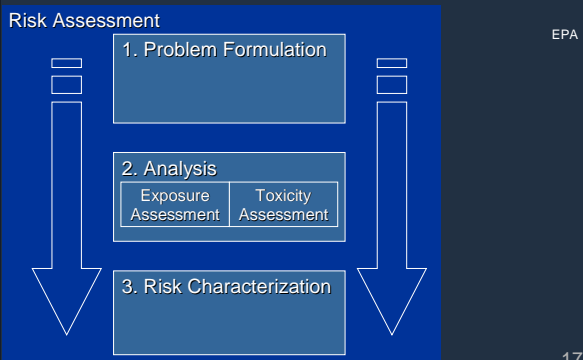 Risk Assessment
EPA
1. Problem Formulation
2. Analysis
Exposure
Assessment
Toxicity
Assessment
3. Risk Characterization
17